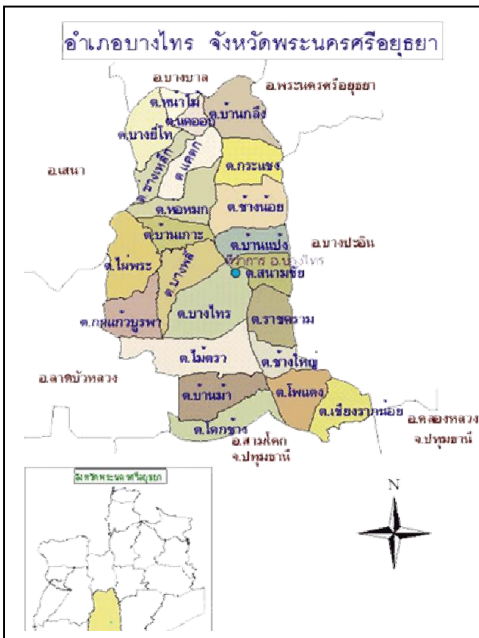 อำเภอบางไทร จังหวัดพระนครศรีอยุธยา
อ.บางบาล
อ.พระนครศรีอยุธยา
ต.หน้าไม้
ต.แคออก
ต.บ้านกลึง
ต.บางยี่โท
ต.ช่างเหล็ก
ต.แคตก
ต.กระแชง
อ.เสนา
ต.ห่อหมก
ต.ช้างน้อย
ต.บ้านเกาะ
ต.บ้านแป้ง
อ.บางปะอิน
ต.ไผ่พระ
ต.บางพลี
ที่ว่าการ อ.บางไทร
ต.สนามชัย
ต.บางไทร
ต.ราชคราม
ต.กกแก้วบูรพา
ต.ไม้ตรา
ต.ช้างใหญ่
อ.ลาดบัวหลวง
ต.บ้านม้า
ต.โพแตง
ต.เชียงรากน้อย
ต.โคกช้าง
อ.สามโคก
จ.ปทุมธานี
อ.คลองหลวง
จ.ปทุมธานี
จังหวัดพระนครศรีอยุธยา
N